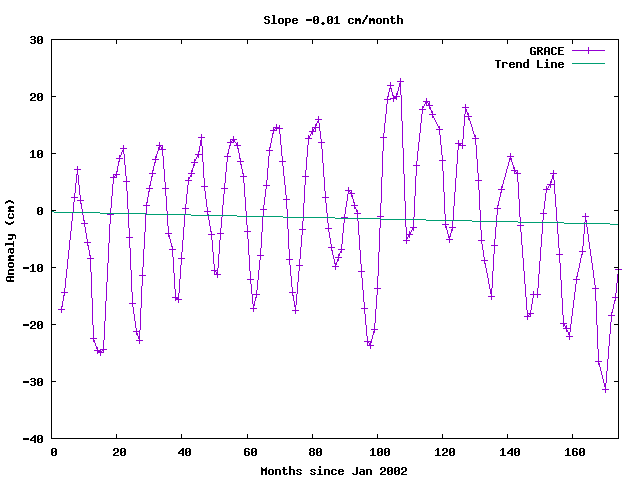 Slope -0.01 cm/month
GRACE
Trend Line
30
20
10
0
-10
-20
-30
-40
Anomaly (cm)
0 20 40 60 80 100 120 140 160
Months since Jan 2002